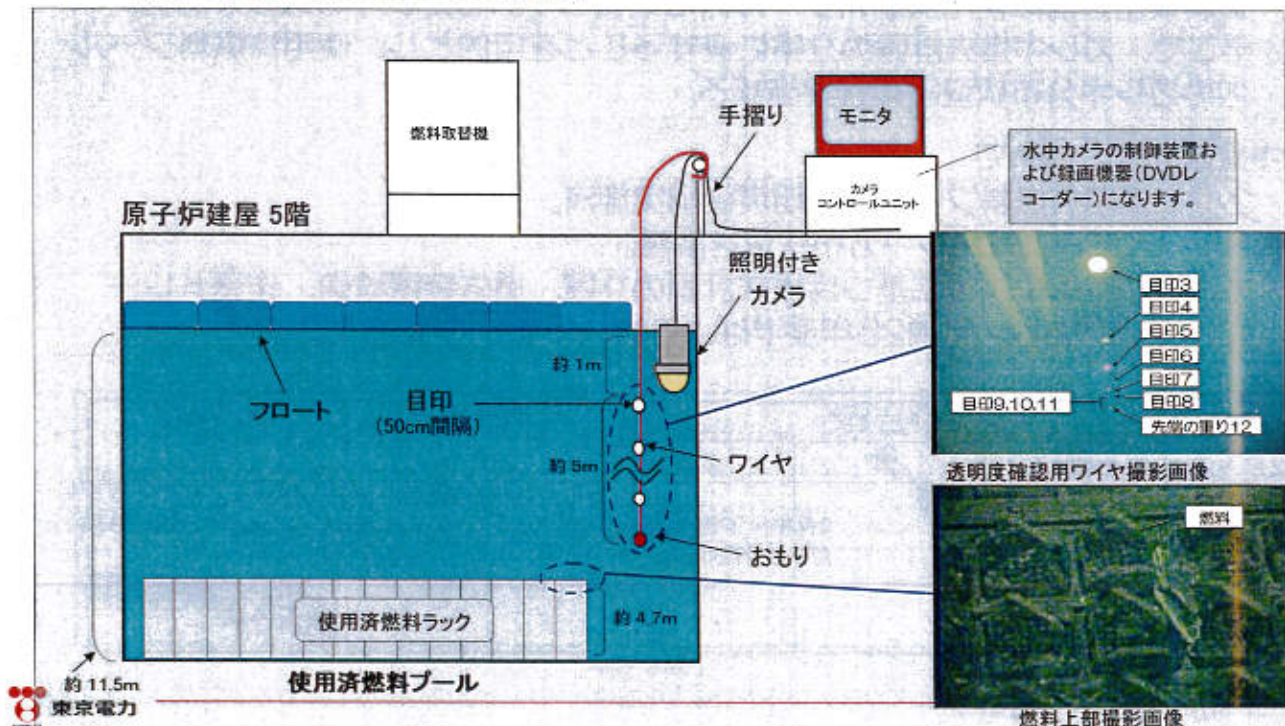 燃料取替機
手摺り
モニタ
カメラ
コントロールユニット
水中カメラの制御装置お
よび録画機器(DVDレ
コーダー)になります。
原子炉建屋 5階
照明付き
カメラ
約 1m
フロート
目印
(50cm間隔)
約 5m
ワイヤ
おもり
使用済燃料ラック
約 4.7m
約 11.5m
使用済燃料プール
東京電力
目印3
目印4
目印5
目印6
目印7
目印8
目印9.10.11
先端の重り12
透明度確認用ワイヤ撮影画像
燃料
燃料上部撮影画像